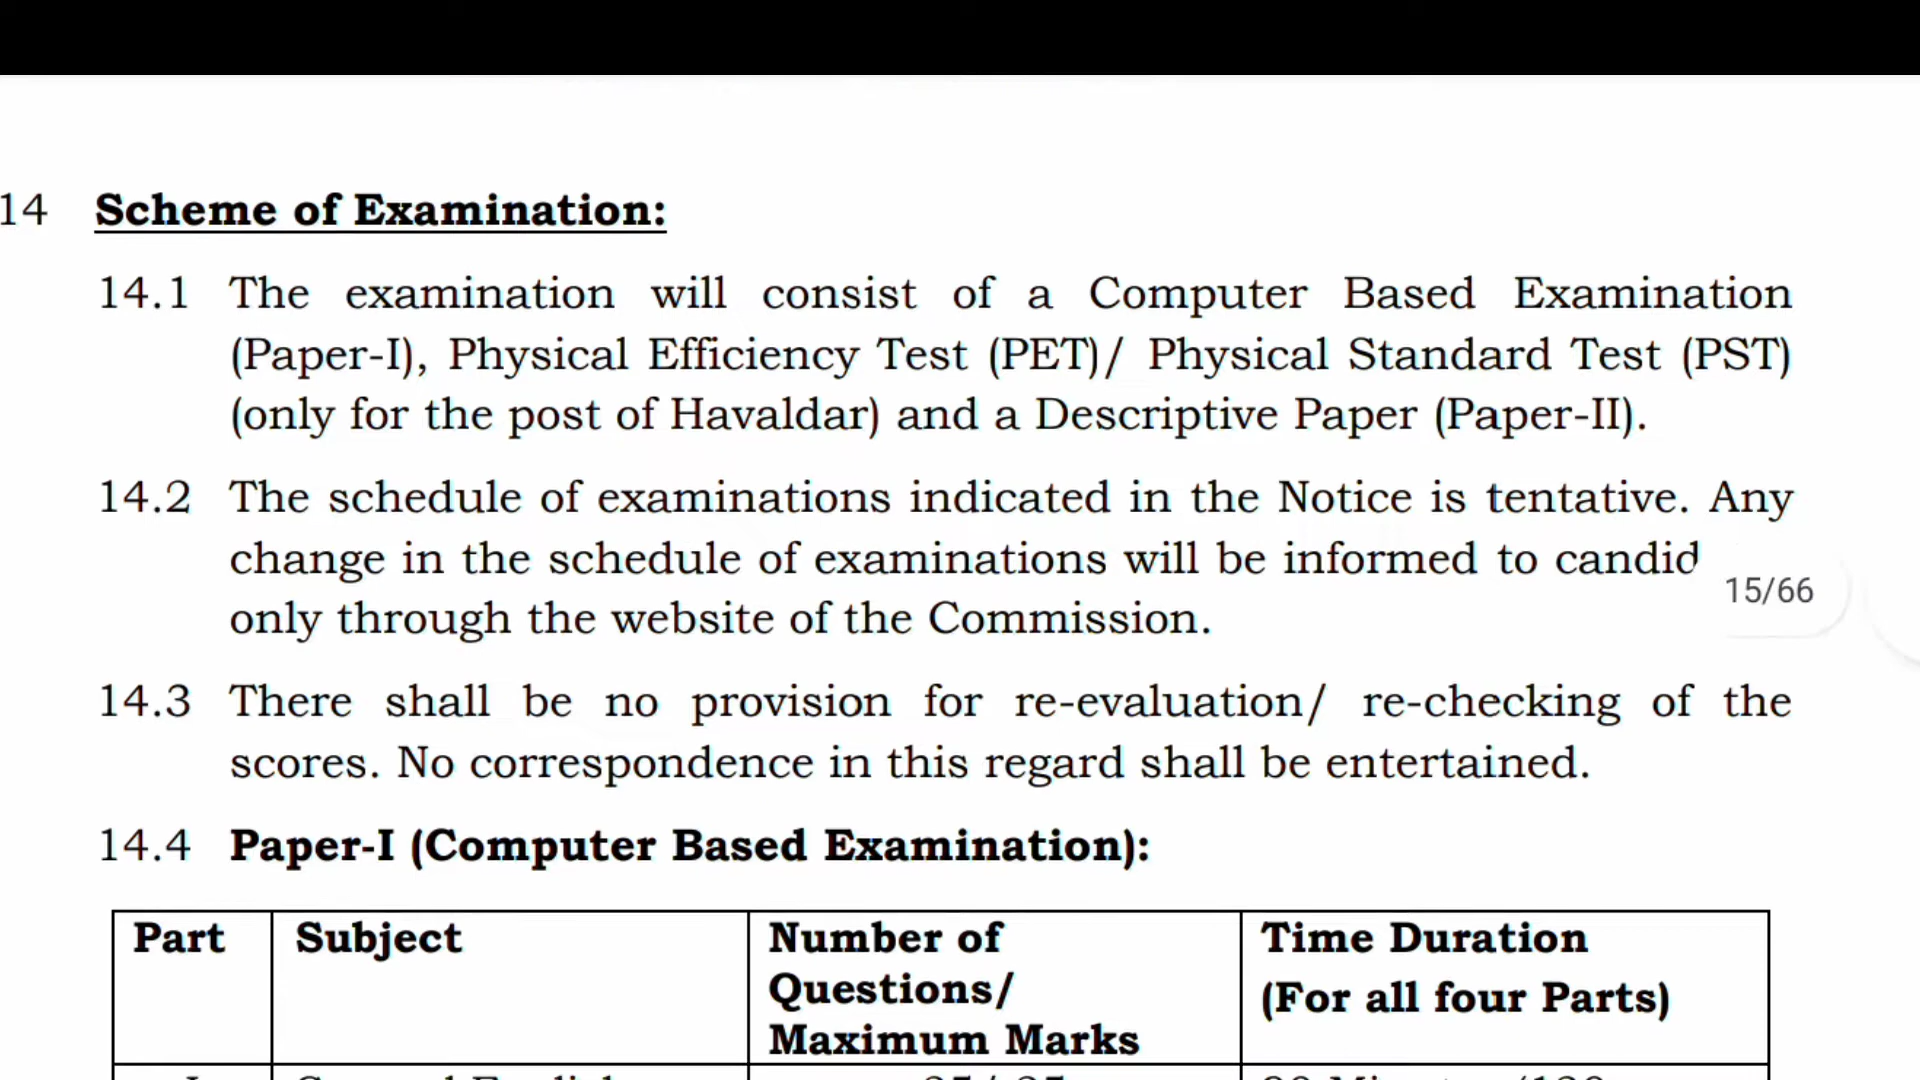 14 Scheme of Examination:
14.1 The examination will consist of a Computer Based Examination
(Paper-I), Physical Efficiency Test (PET)/ Physical Standard Test (PST)
(only for the post of Havaldar) and a Descriptive Paper (Paper-II).
14.2 The schedule of examinations indicated in the Notice is tentative. Any
change in the schedule of examinations will be informed to candid
15/66
only through the website of the Commission.
14.3 There shall be no provision for re-evaluation/ re-checking of the
scores. No correspondence in this regard shall be entertained.
14.4 Paper-I (Computer Based Examination):
Part Subject Number of Time Duration
Questions/ (For all four Parts)
Maximum Marks